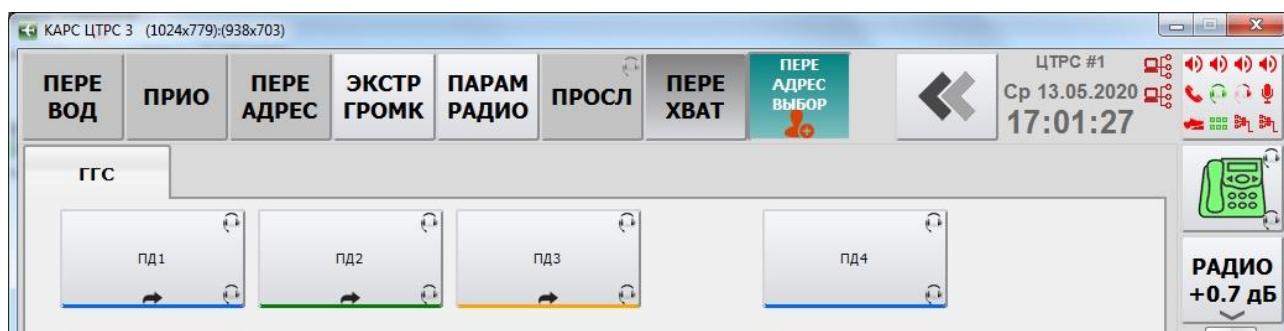 КАРС ЦТРС 3 (1024x779):(938x703)
ПЕРЕ
ВОД
ПРИО
ПЕРЕ
АДРЕС
ЭКСТР
ГРОМК
ПАРАМ
РАДИО
ПРОСЛ
ПЕРЕ
ХВАТ
ПЕРЕ
АДРЕС
ВЫБОР
ЦТРС #1
Ср 13.05.2020
17:01:27
ГГС
ПД1
ПД2
ПД3
ПД4
РАДИО
+0.7 дБ